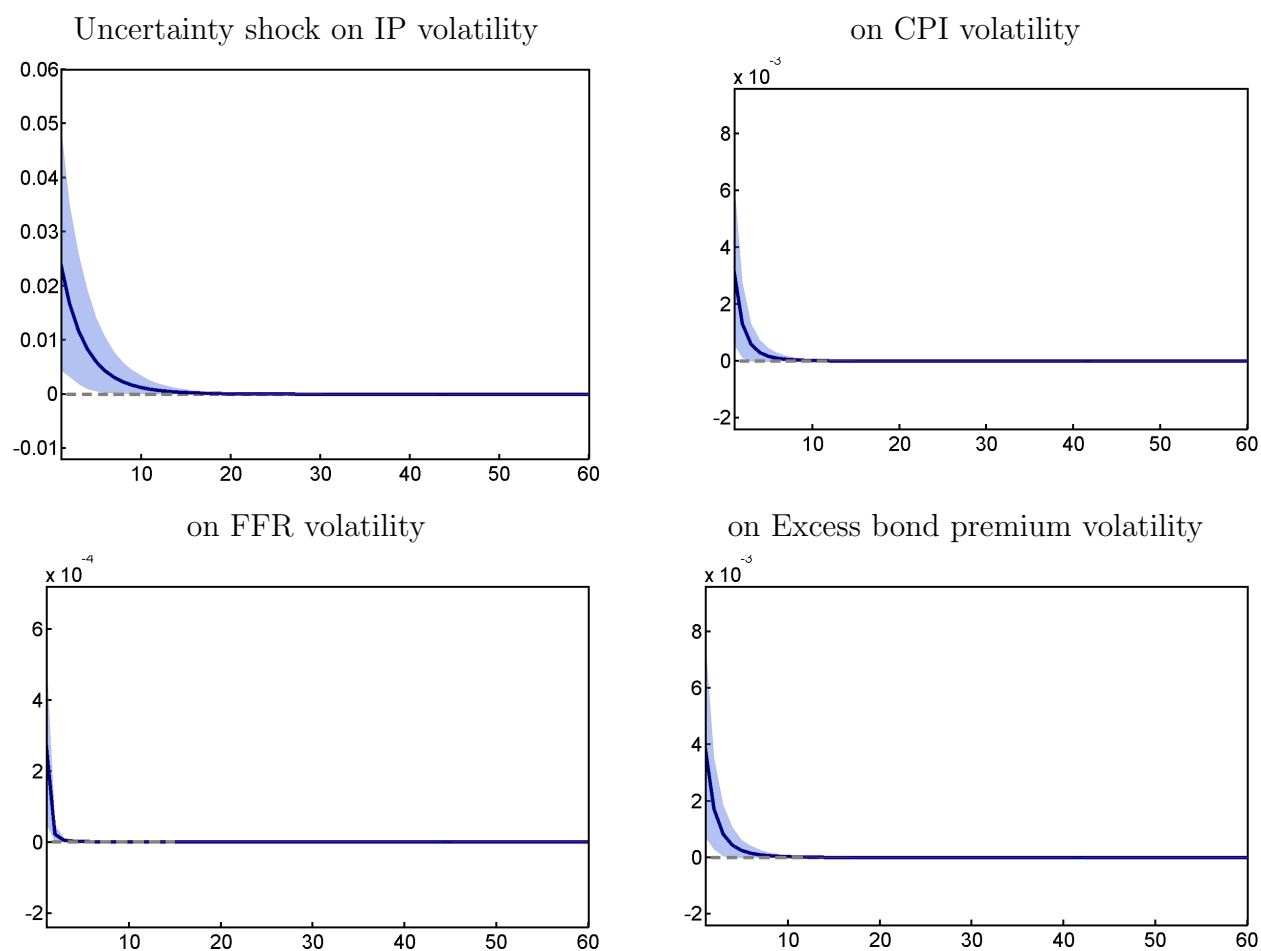 Uncertainty shock on IP volatility
0.06
0.05
0.04
0.03
0.02
0.01
0
-0.01
10 20 30 40 50 60
on CPI volatility
x 10^-3
8
6
4
2
0
-2
10 20 30 40 50 60
on FFR volatility
x 10^-4
6
4
2
0
-2
10 20 30 40 50 60
on Excess bond premium volatility
x 10^-3
8
6
4
2
0
-2
10 20 30 40 50 60